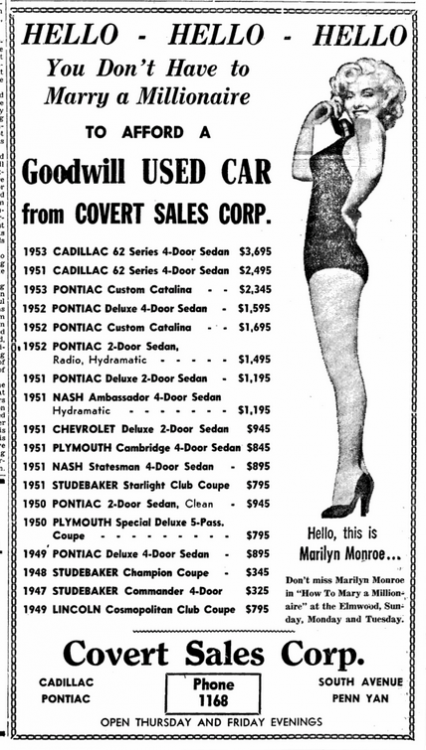 HELLO - HELLO - HELLO
You Don't Have to
Marry a Millionaire
TO AFFORD A
Goodwill USED CAR
from COVERT SALES CORP.
1953 CADILLAC 62 Series 4-Door Sedan $3,695
1951 CADILLAC 62 Series 4-Door Sedan $2,495
1953 PONTIAC Custom Catalina - - $2,345
1952 PONTIAC Deluxe 4-Door Sedan - $1,595
1952 PONTIAC Custom Catalina - - $1,695
1952 PONTIAC 2-Door Sedan,
Radio, Hydramatic - - - - - $1,495
1951 PONTIAC Deluxe 2-Door Sedan - $1,195
1951 NASH Ambassador 4-Door Sedan
Hydramatic - - - - - - - $1,195
1951 CHEVROLET Deluxe 2-Door Sedan $945
1951 PLYMOUTH Cambridge 4-Door Sedan $845
1951 NASH Statesman 4-Door Sedan - $895
1951 STUDEBAKER Starlight Club Coupe $795
1950 PONTIAC 2-Door Sedan, Clean - $945
1950 PLYMOUTH Special Deluxe 5-Pass.
Coupe - - - - - - - - $795
1949 PONTIAC Deluxe 4-Door Sedan - $895
1948 STUDEBAKER Champion Coupe - $345
1947 STUDEBAKER Commander 4-Door $325
1949 LINCOLN Cosmopolitan Club Coupe $795
Hello, this is
Marilyn Monroe...
Don't miss Marilyn Monroe
in "How To Mary a Million-
aire" at the Elmwood, Sun-
day, Monday and Tuesday.
Covert Sales Corp.
CADILLAC
PONTIAC
Phone
1168
SOUTH AVENUE
PENN YAN
OPEN THURSDAY AND FRIDAY EVENINGS